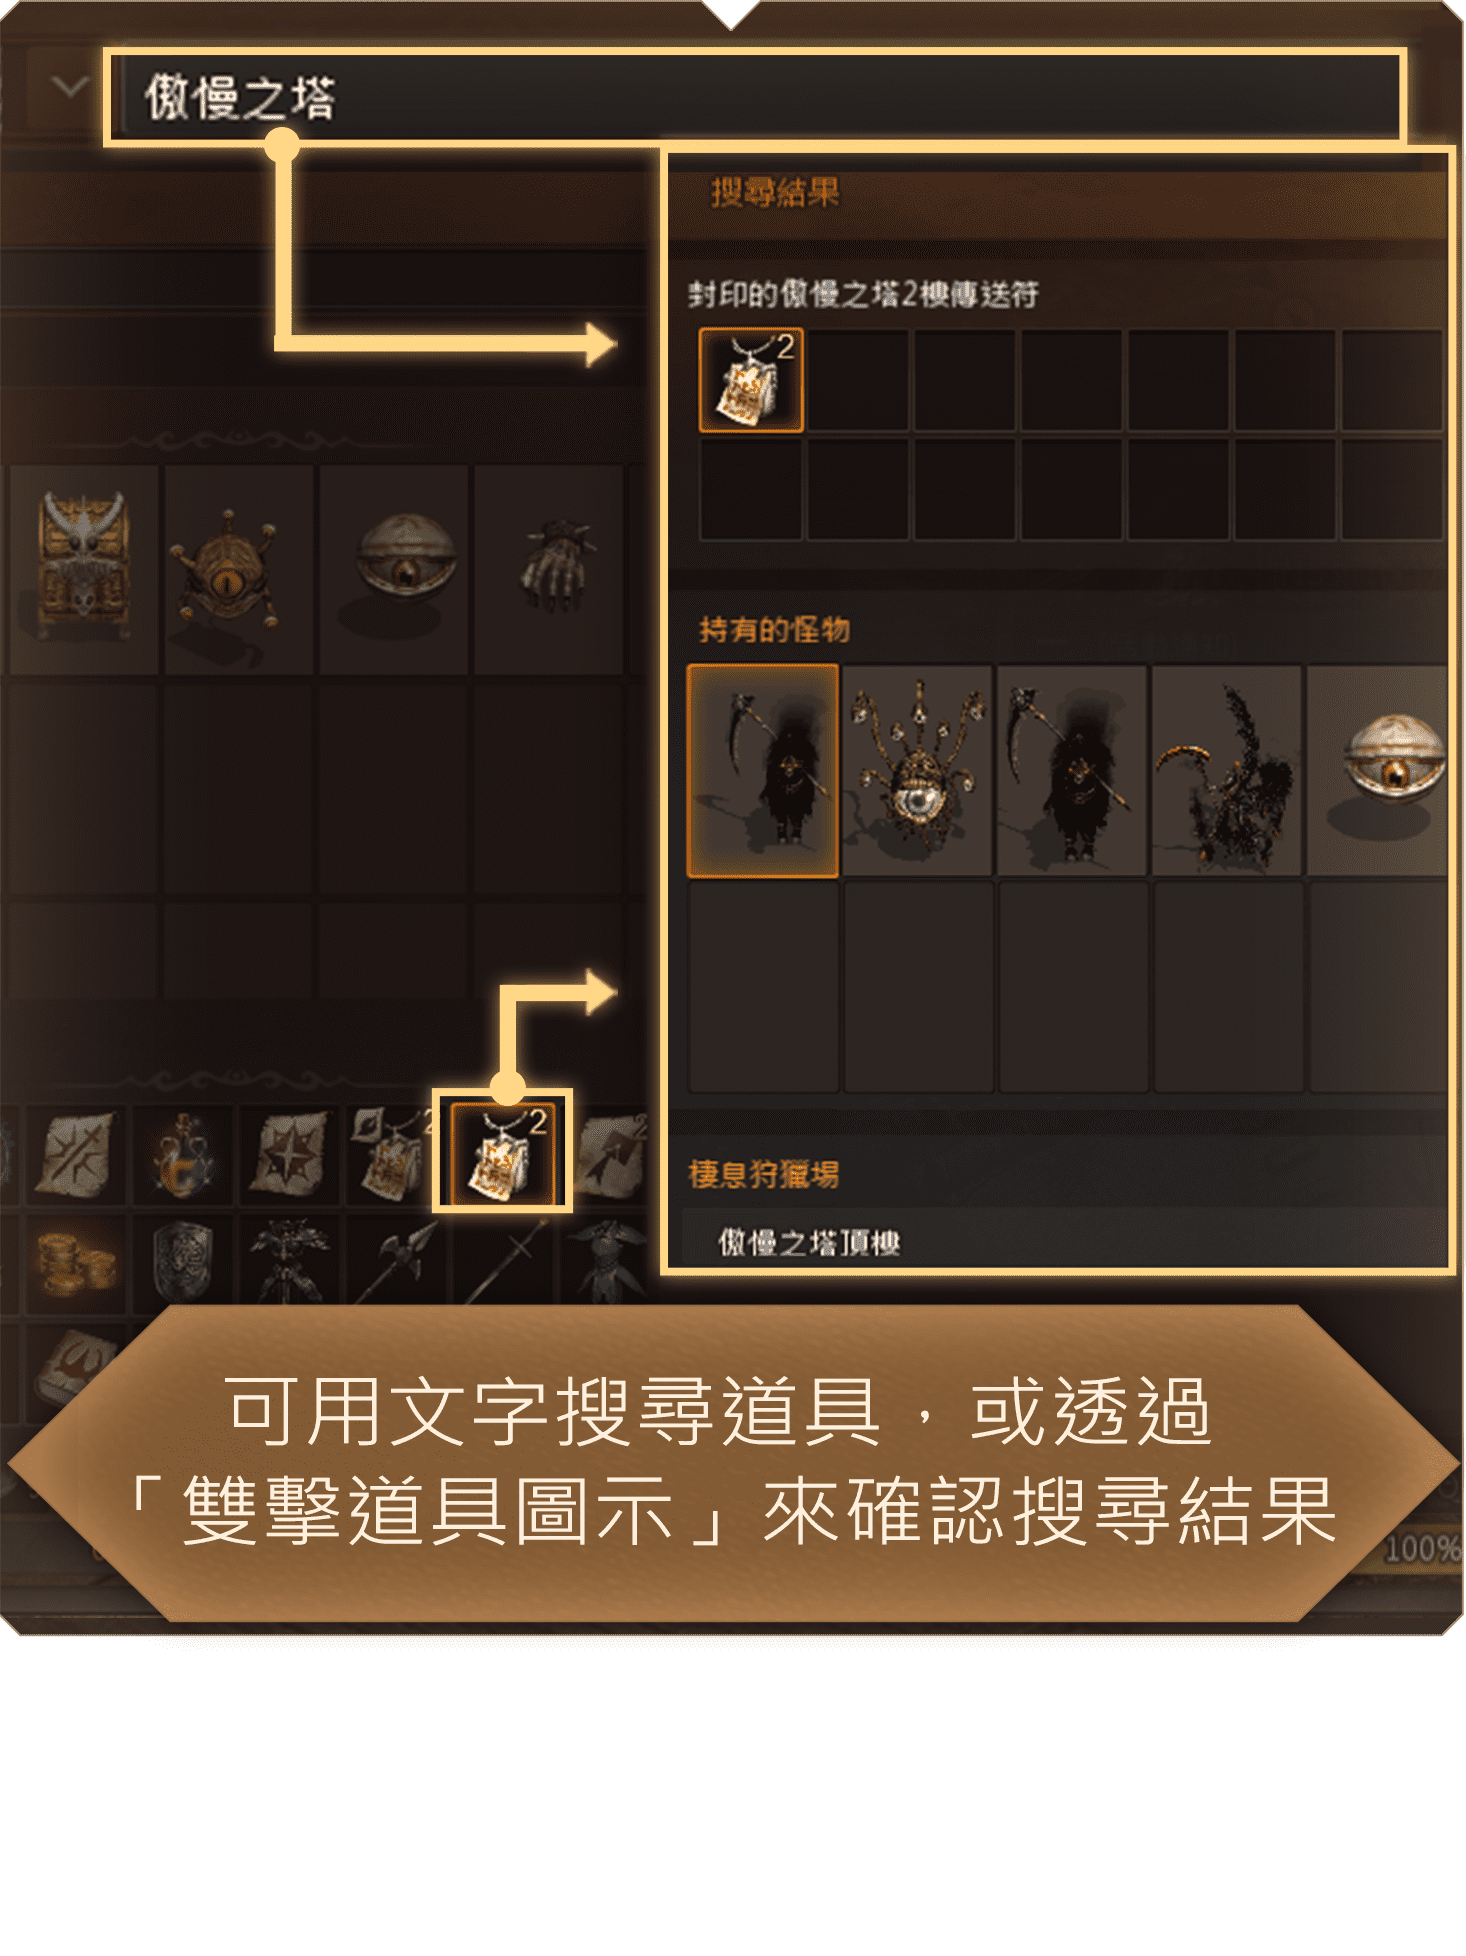 傲慢之塔
搜尋結果
封印的傲慢之塔2樓傳送符
2
持有的怪物
2
2
2
棲息狩獵場
傲慢之塔頂樓
可用文字搜尋道具，或透過
「雙擊道具圖示」來確認搜尋結果
100%